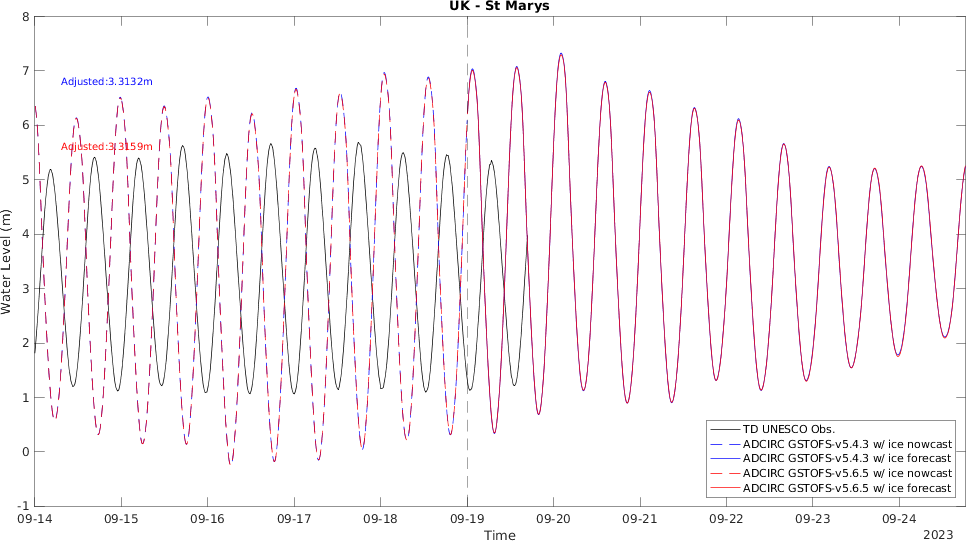 UK - St Marys
8
7
6
5
4
3
2
1
0
-1
Water Level (m)
Adjusted:3.3132m
Adjusted:3.3159m
TD UNESCO Obs.
ADCIRC GSTOFS-v5.4.3 w/ ice nowcast
ADCIRC GSTOFS-v5.4.3 w/ ice forecast
ADCIRC GSTOFS-v5.6.5 w/ ice nowcast
ADCIRC GSTOFS-v5.6.5 w/ ice forecast
09-14 09-15 09-16 09-17 09-18 09-19 09-20 09-21 09-22 09-23 09-24
Time
2023